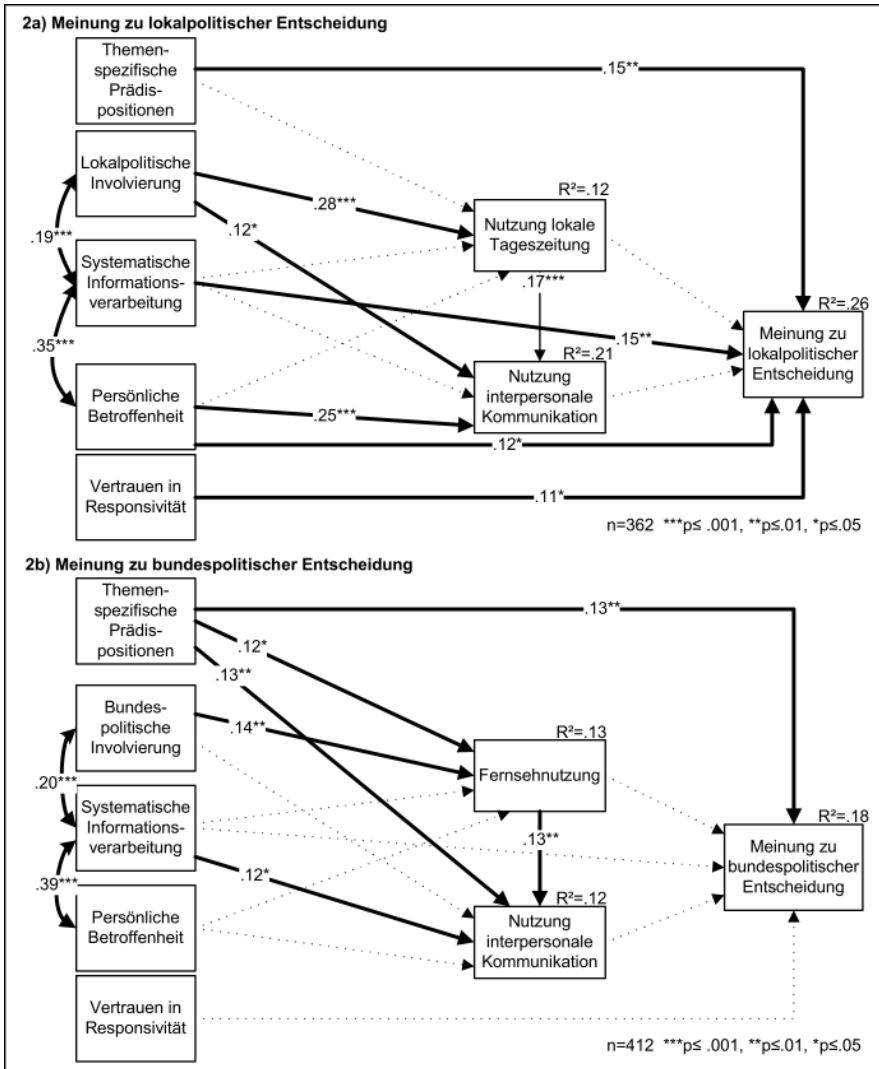 2a) Meinung zu lokalpolitischer Entscheidung
Themen-
spezifische
Prädis-
positionen
.15**
Lokalpolitische
Involvierung
R²=.12
.28***
Nutzung lokale
Tageszeitung
.12*
.19***
Systematische
Informations-
verarbeitung
.17***
R²=.26
.15**
Meinung zu
lokalpolitischer
Entscheidung
.35***
R²=.21
Nutzung
interpersonale
Kommunikation
Persönliche
Betroffenheit
.25***
.12*
Vertrauen in
Responsivität
.11*
n=362 ***p≤ .001, **p≤.01, *p≤.05
2b) Meinung zu bundespolitischer Entscheidung
Themen-
spezifische
Prädis-
positionen
.13**
.12*
.13**
Bundes-
politische
Involvierung
.14**
R²=.13
Fernsehnutzung
.20***
Systematische
Informations-
verarbeitung
R²=.18
.13**
Meinung zu
bundespolitischer
Entscheidung
.39***
.12*
R²=.12
Persönliche
Betroffenheit
Nutzung
interpersonale
Kommunikation
Vertrauen in
Responsivität
n=412 ***p≤ .001, **p≤.01, *p≤.05